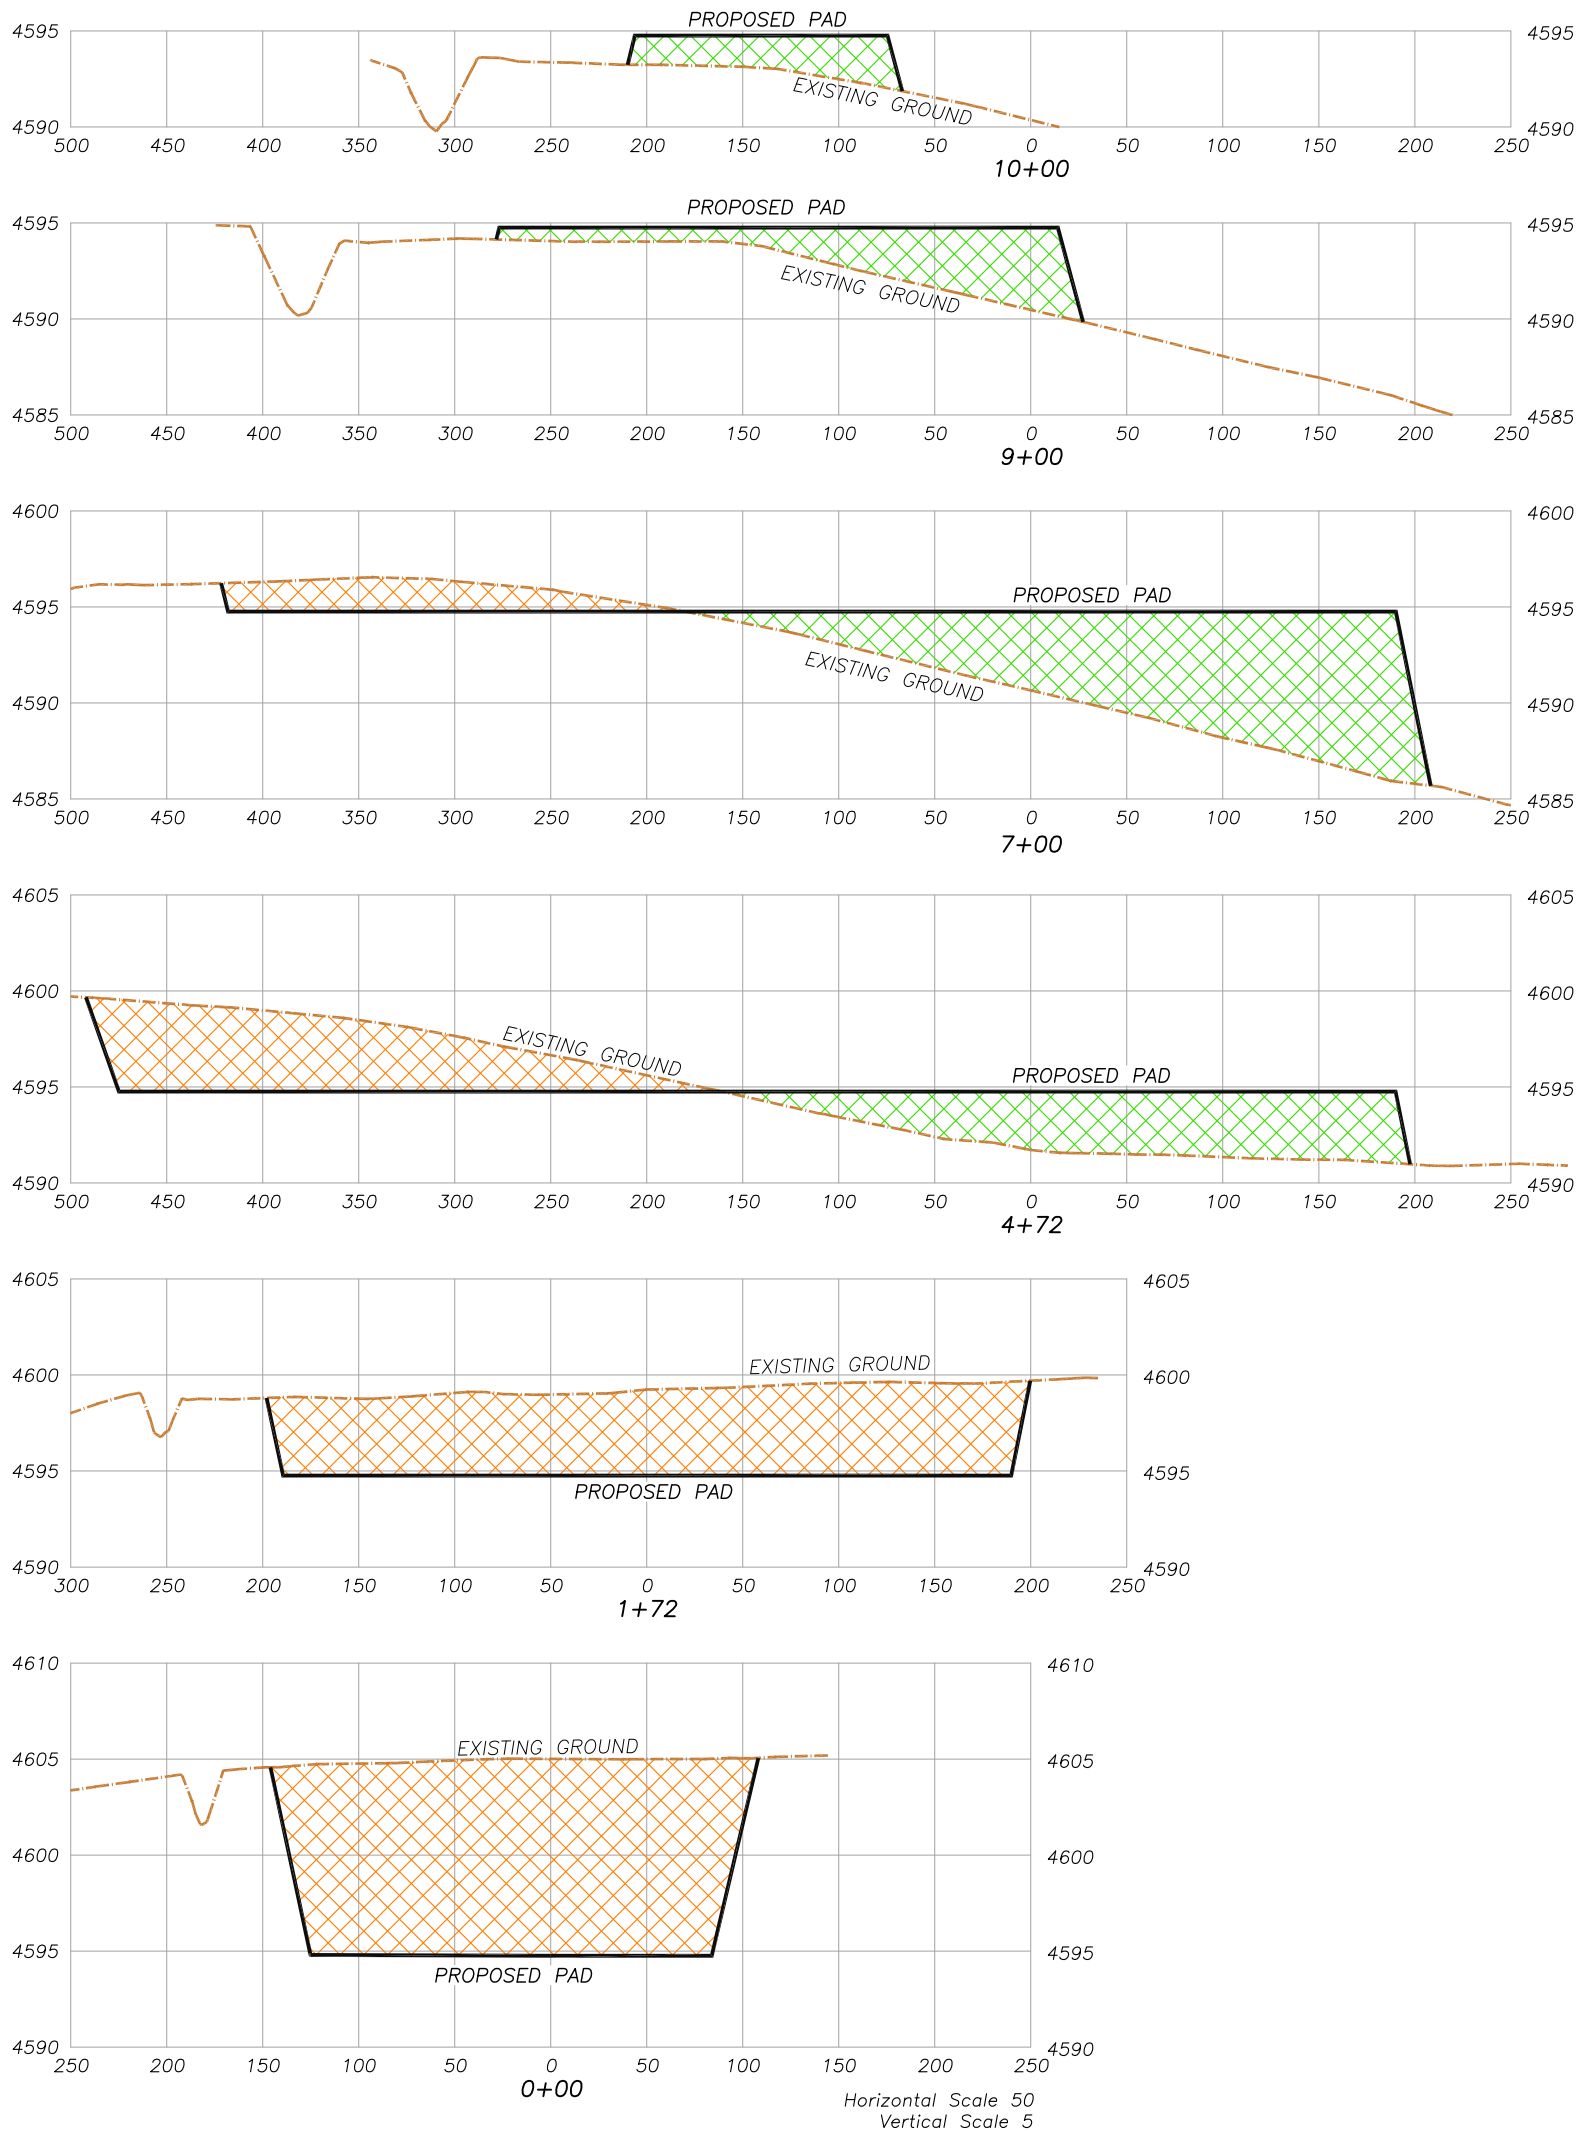 PROPOSED PAD
4595 4595
EXISTING GROUND
4590 4590
500 450 400 350 300 250 200 150 100 50 0 50 100 150 200 250
10+00
PROPOSED PAD
4595 4595
EXISTING GROUND
4590 4590
4585 4585
500 450 400 350 300 250 200 150 100 50 0 50 100 150 200 250
9+00
4600 4600
PROPOSED PAD
4595 4595
EXISTING GROUND
4590 4590
4585 4585
500 450 400 350 300 250 200 150 100 50 0 50 100 150 200 250
7+00
4605 4605
4600 4600
EXISTING GROUND
PROPOSED PAD
4595 4595
4590 4590
500 450 400 350 300 250 200 150 100 50 0 50 100 150 200 250
4+72
4605 4605
EXISTING GROUND
4600 4600
4595 4595
PROPOSED PAD
4590 4590
300 250 200 150 100 50 0 50 100 150 200 250
1+72
4610 4610
EXISTING GROUND
4605 4605
4600 4600
4595 4595
PROPOSED PAD
4590 4590
250 200 150 100 50 0 50 100 150 200 250
0+00
Horizontal Scale 50
Vertical Scale 5